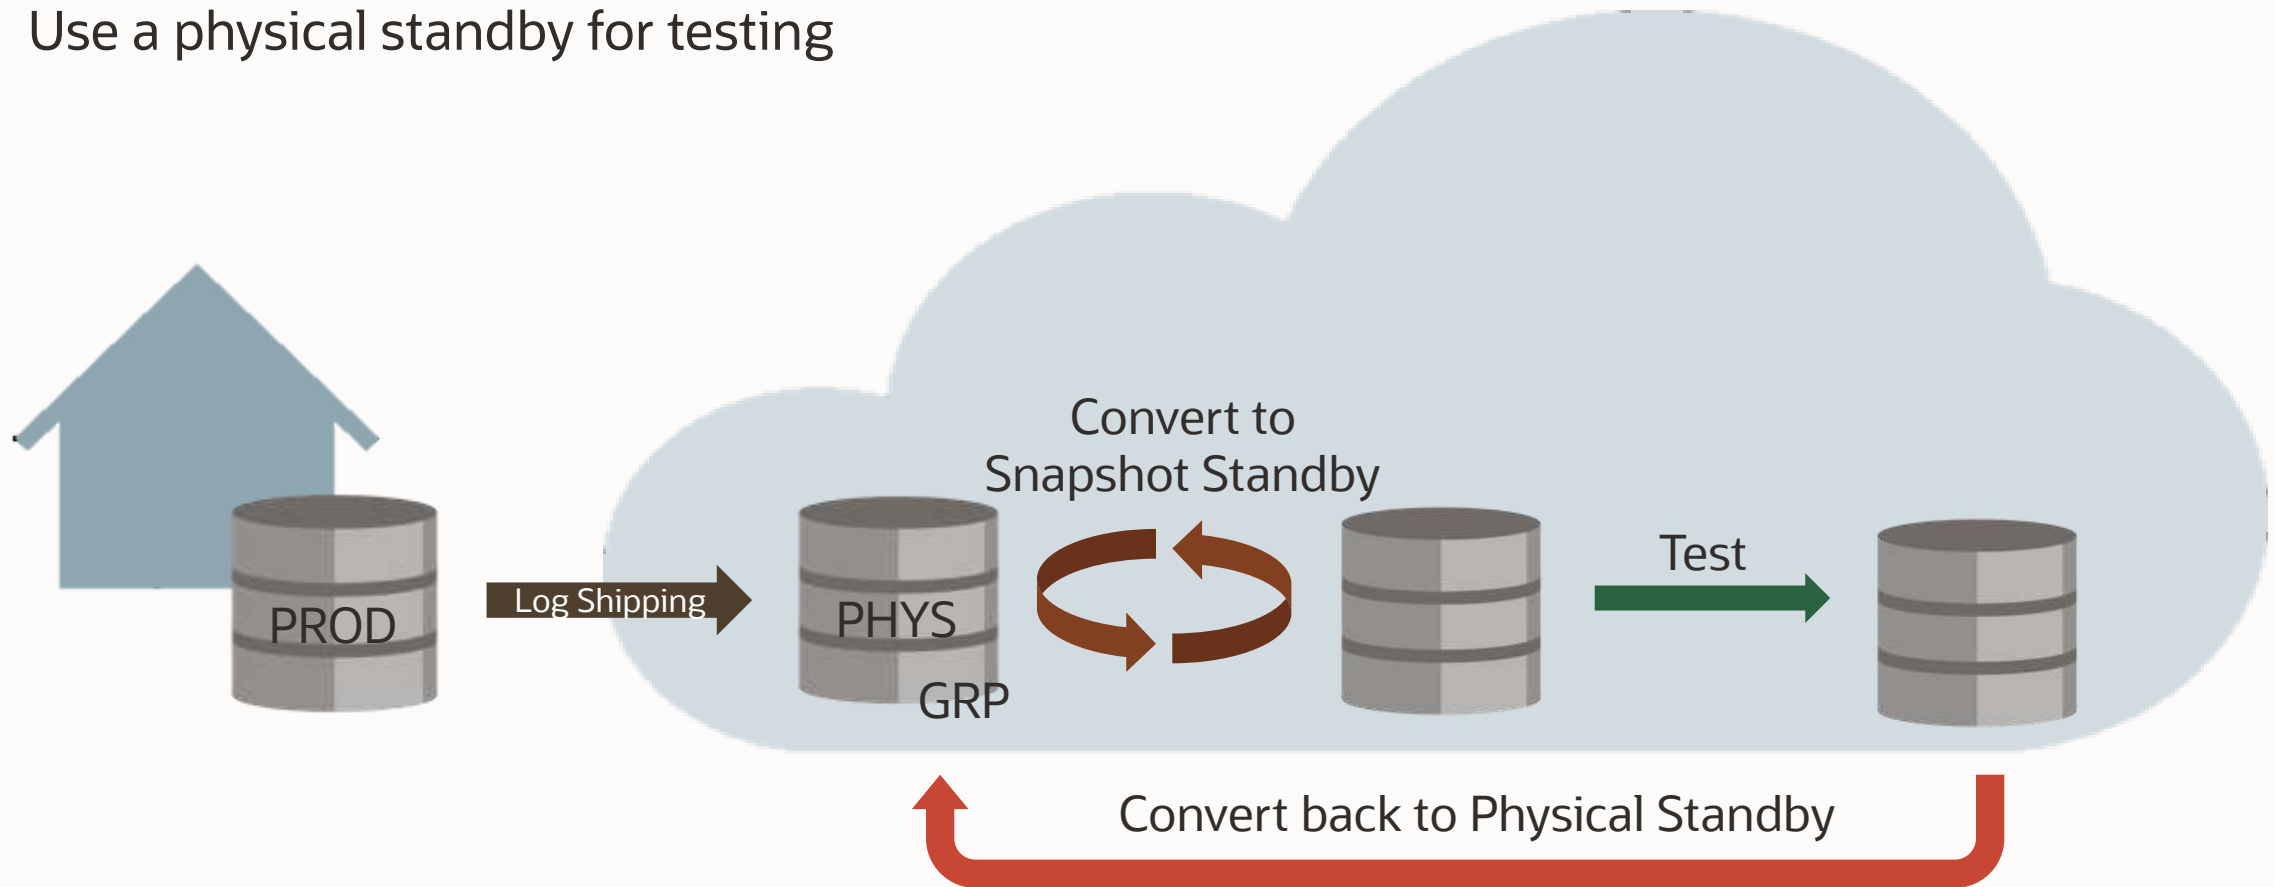 Use a physical standby for testing
Convert to
Snapshot Standby
Test
Log Shipping
PROD
PHYS
GRP
Convert back to Physical Standby